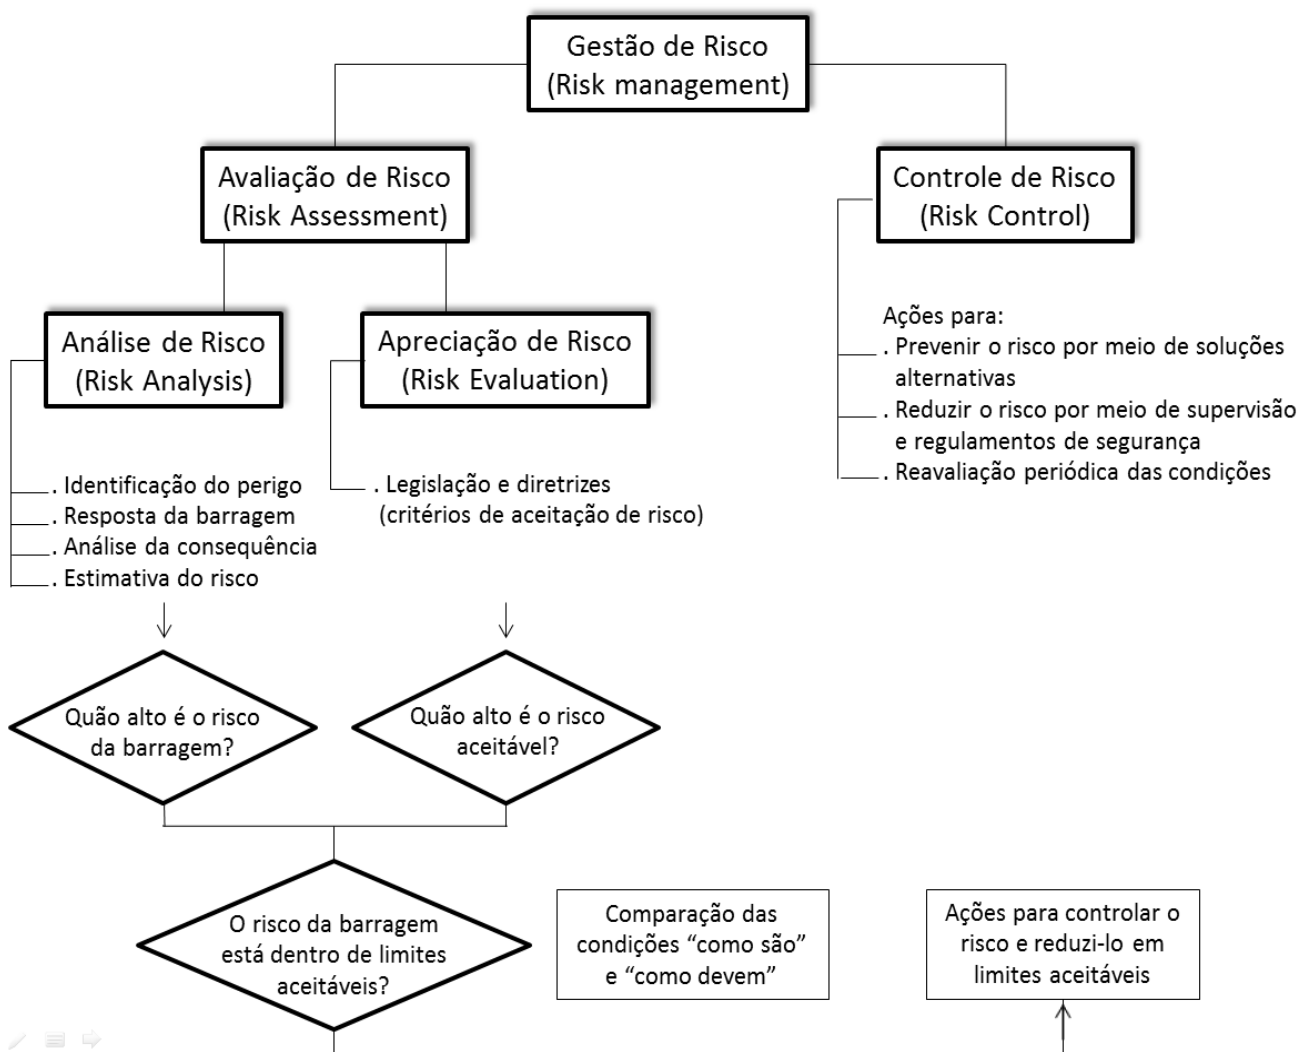 Gestão de Risco
(Risk management)
Avaliação de Risco
(Risk Assessment)
Controle de Risco
(Risk Control)
Análise de Risco
(Risk Analysis)
Apreciação de Risco
(Risk Evaluation)
Ações para:
. Prevenir o risco por meio de soluções
alternativas
. Reduzir o risco por meio de supervisão
e regulamentos de segurança
. Reavaliação periódica das condições
. Identificação do perigo
. Resposta da barragem
. Análise da consequência
. Estimativa do risco
. Legislação e diretrizes
(critérios de aceitação de risco)
Quão alto é o risco
da barragem?
Quão alto é o risco
aceitável?
O risco da barragem
está dentro de limites
aceitáveis?
Comparação das
condições “como são”
e “como devem”
Ações para controlar o
risco e reduzi-lo em
limites aceitáveis